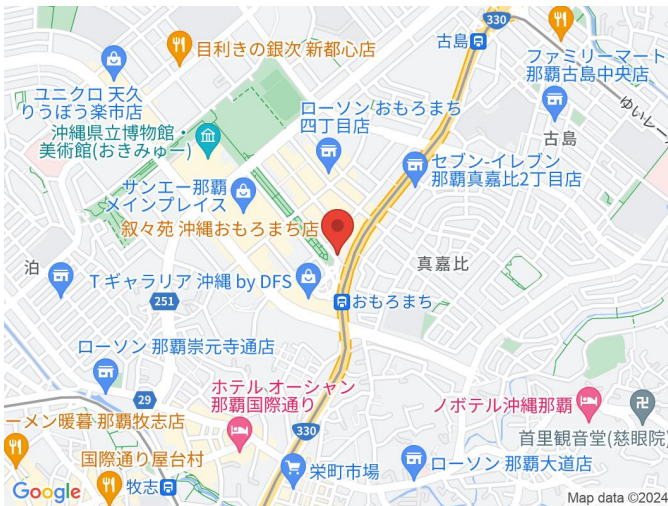 330
古島
目利きの銀次 新都心店
ファミリーマート
那覇古島中央店
ユニクロ 天久
りうぼう楽市店
ゆいレー
ローソン おもろまち
四丁目店
沖縄県立博物館・
美術館(おきみゅー)
古島
セブン-イレブン
那覇真嘉比2丁目店
サンエー那覇
メインプレイス
叙々苑 沖縄おもろまち店
真嘉比
泊
T ギャラリア 沖縄 by DFS
251
おもろまち
ローソン 那覇崇元寺通店
ホテル オーシャン
那覇国際通り
29
ノボテル沖縄那覇
ーメン暖暮 那覇牧志店
330
首里観音堂(慈眼院)
国際通り屋台村
栄町市場
ローソン 那覇大道店
牧志
Google
Map data ©2024